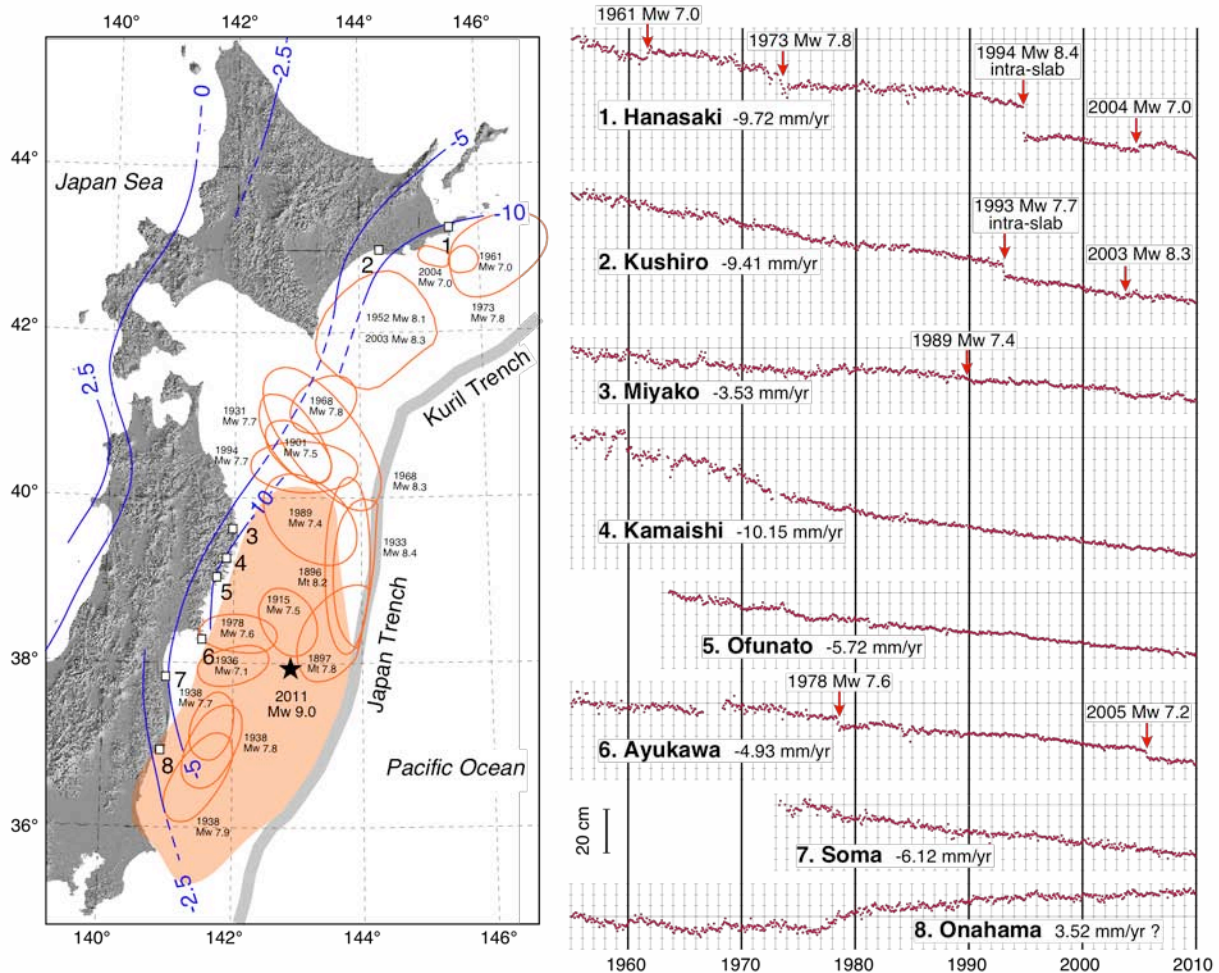 140° 142° 144° 146°
44°
42°
40°
38°
36°
140 142 144 146
Japan Sea
Pacific Ocean
Kuril Trench
Japan Trench
0
-2.5
-5
-10
2.5
-10
-5
-2.5
1
2
3
4
5
6
7
8
2004
Mw 7.0
1961
Mw 7.0
1973
Mw 7.8
1952 Mw 8.1
2003 Mw 8.3
1968
Mw 7.8
1931
Mw 7.7
1901
Mw 7.5
1994
Mw 7.7
1968
Mw 8.3
1989
Mw 7.4
1933
Mw 8.4
1896
Mt 8.2
1915
Mw 7.5
1978
Mw 7.6
1936
Mw 7.1
1897
Mt 7.8
2011
Mw 9.0
1938
Mw 7.7
1938
Mw 7.8
1938
Mw 7.9
1961 Mw 7.0
1973 Mw 7.8
1994 Mw 8.4
intra-slab
2004 Mw 7.0
1. Hanasaki -9.72 mm/yr
1993 Mw 7.7
intra-slab
2003 Mw 8.3
2. Kushiro -9.41 mm/yr
1989 Mw 7.4
3. Miyako -3.53 mm/yr
4. Kamaishi -10.15 mm/yr
5. Ofunato -5.72 mm/yr
1978 Mw 7.6
2005 Mw 7.2
6. Ayukawa -4.93 mm/yr
20 cm
7. Soma -6.12 mm/yr
8. Onahama 3.52 mm/yr ?
1960 1970 1980 1990 2000 2010